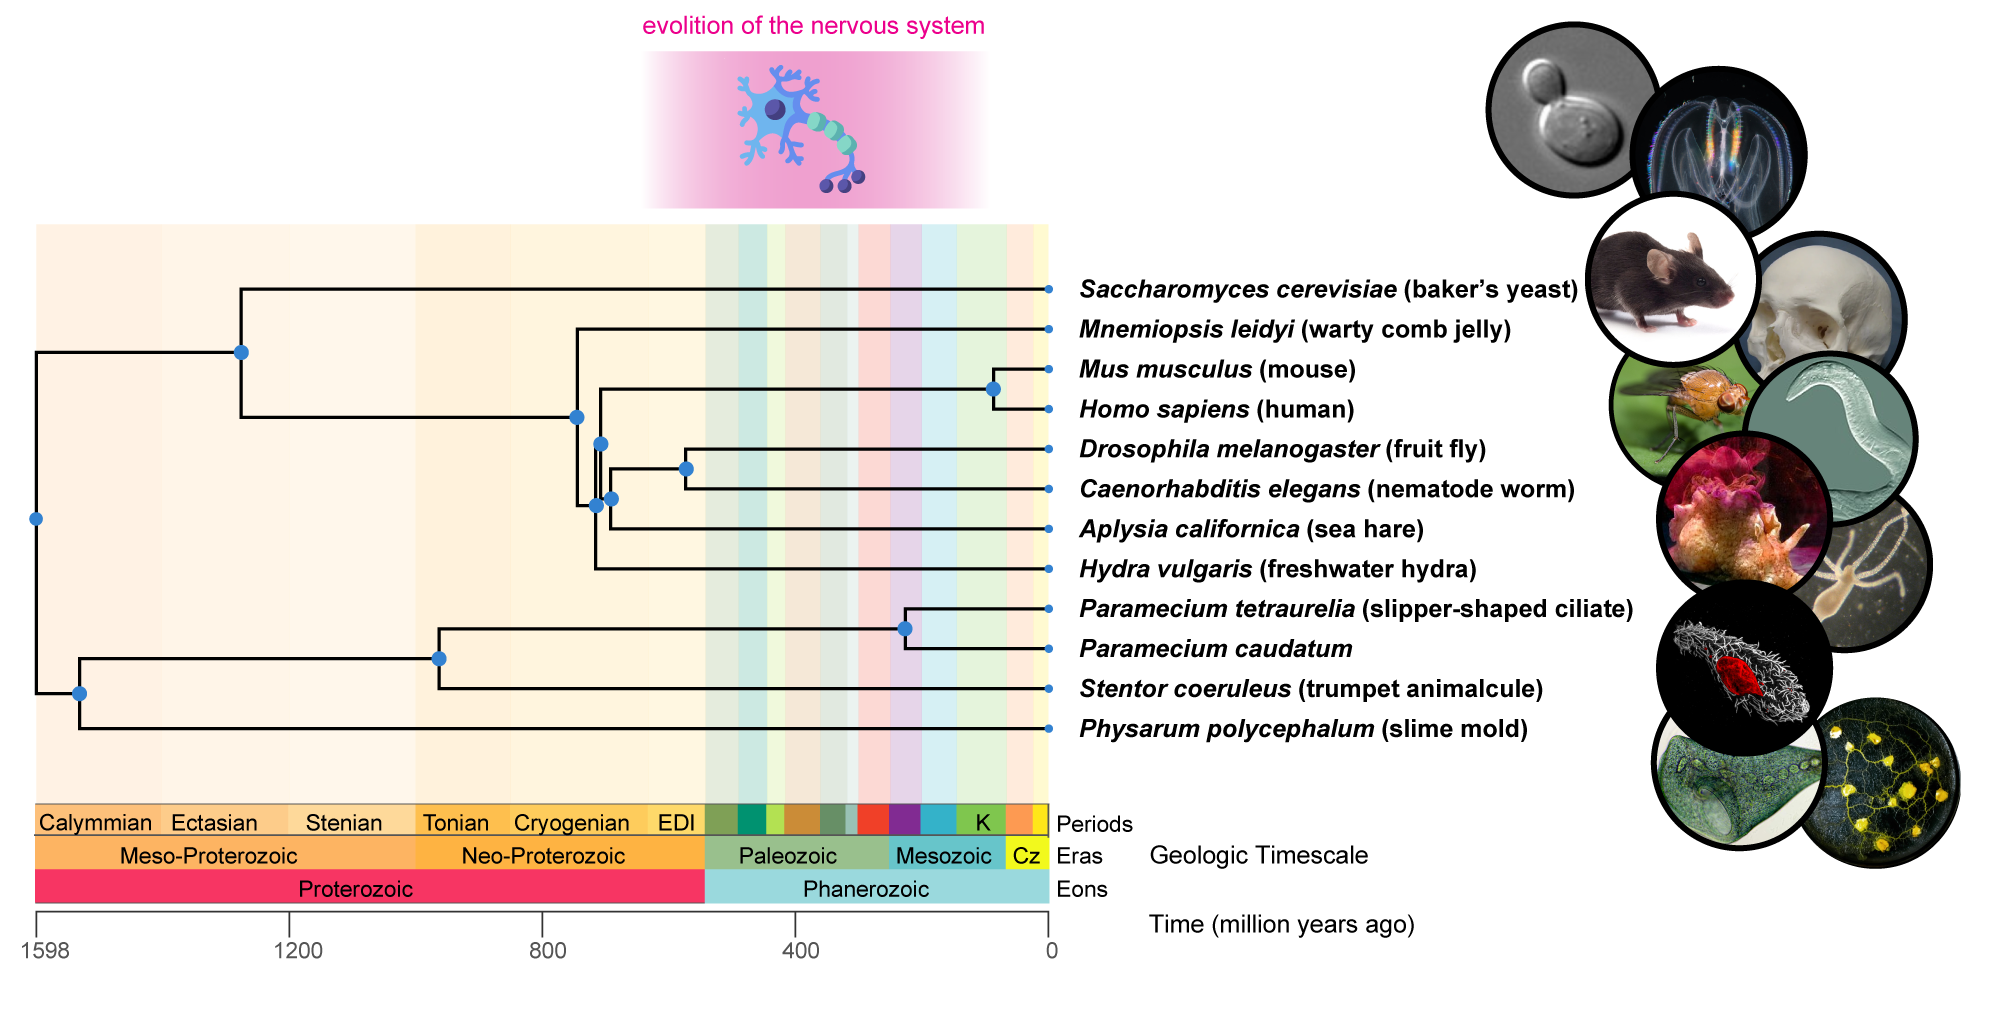 evolition of the nervous system
Saccharomyces cerevisiae (baker’s yeast)
Mnemiopsis leidyi (warty comb jelly)
Mus musculus (mouse)
Homo sapiens (human)
Drosophila melanogaster (fruit fly)
Caenorhabditis elegans (nematode worm)
Aplysia californica (sea hare)
Hydra vulgaris (freshwater hydra)
Paramecium tetraurelia (slipper-shaped ciliate)
Paramecium caudatum
Stentor coeruleus (trumpet animalcule)
Physarum polycephalum (slime mold)
Calymmian Ectasian Stenian Tonian Cryogenian EDI K Periods
Meso-Proterozoic Neo-Proterozoic Paleozoic Mesozoic Cz Eras Geologic Timescale
Proterozoic Phanerozoic Eons
Time (million years ago)
1598 1200 800 400 0